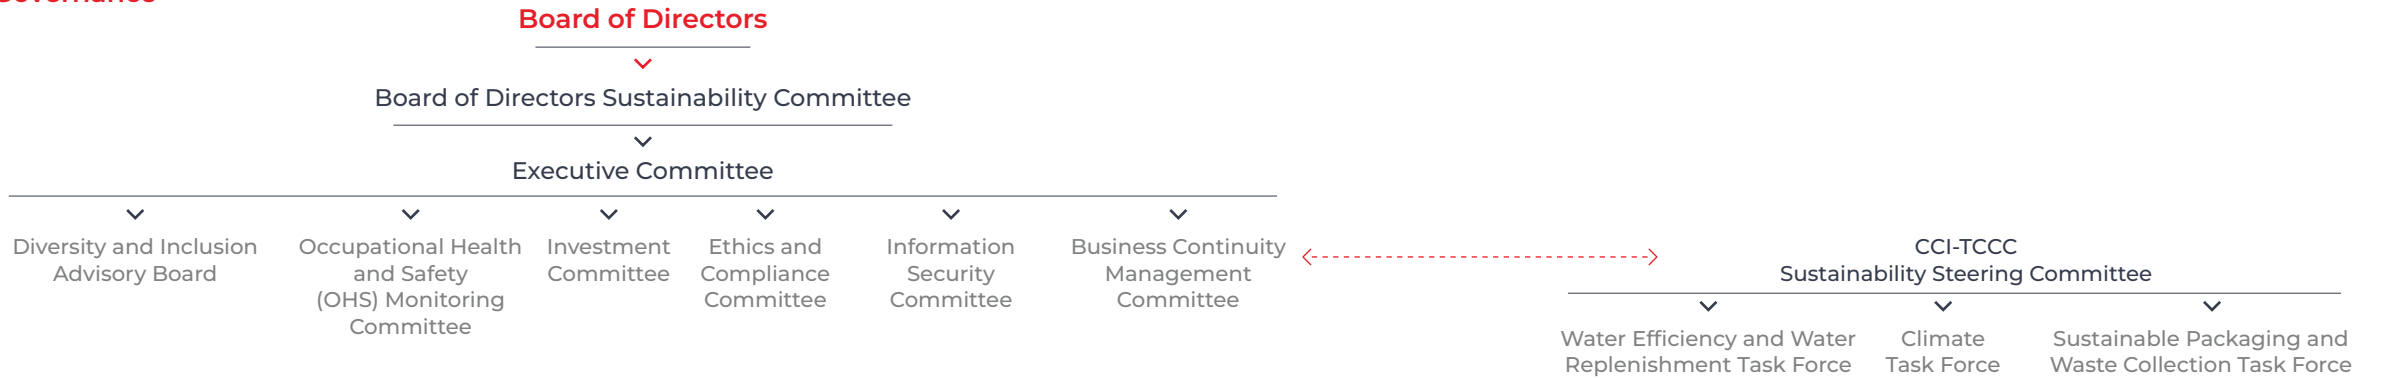 Governance
Board of Directors
Board of Directors Sustainability Committee
Executive Committee
Diversity and Inclusion
Advisory Board
Occupational Health
and Safety
(OHS) Monitoring
Committee
Investment
Committee
Ethics and
Compliance
Committee
Information
Security
Committee
Business Continuity
Management
Committee
CCI-TCCC
Sustainability Steering Committee
Water Efficiency and Water
Replenishment Task Force
Climate
Task Force
Sustainable Packaging and
Waste Collection Task Force